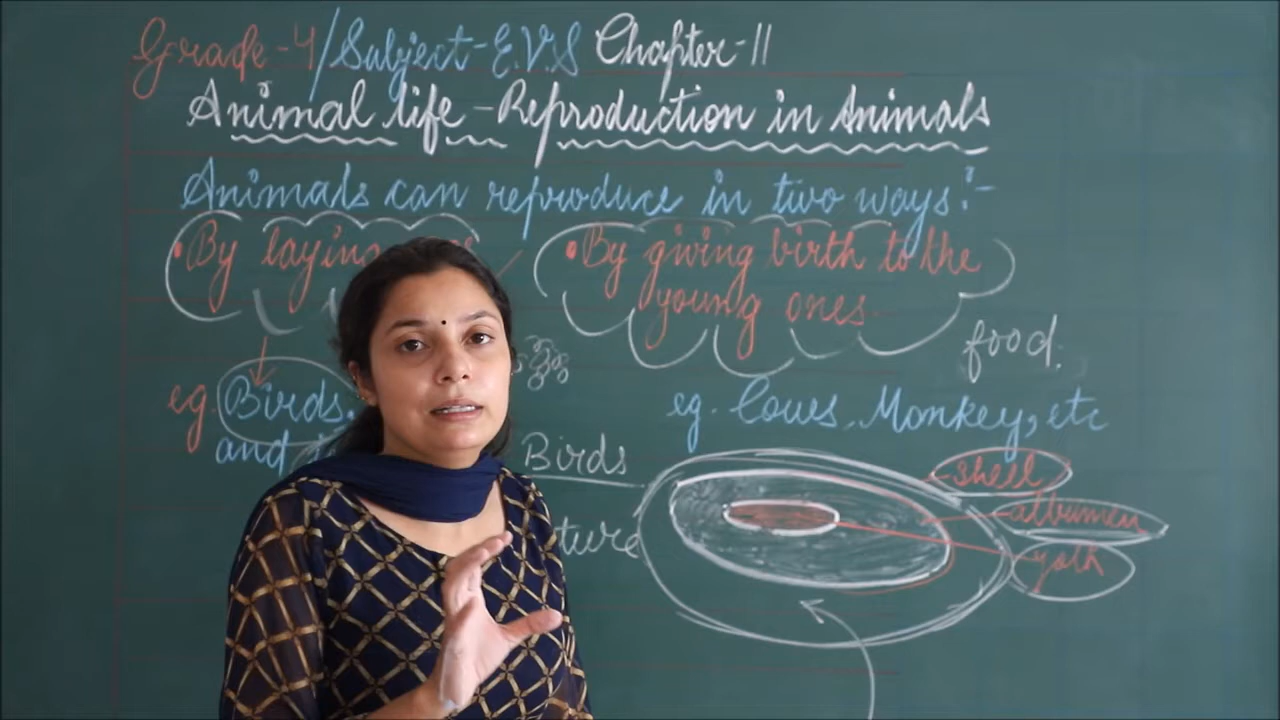 Grade-4/Subject-E.V.S Chapter-11
Animal life-Reproduction in Animals
Animals can reproduce in two ways:-
• By laying
• By giving birth to the
young ones.
food.
eg. Birds.
and
eg. Cows, Monkey, etc
Birds
shell
albumen
yolk